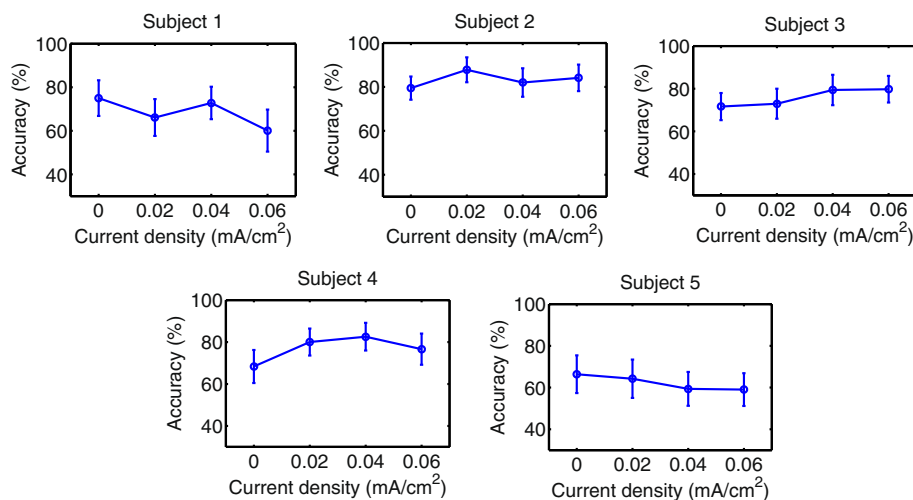 Subject 1
Accuracy (%)
100
80
60
40
0 0.02 0.04 0.06
Current density (mA/cm²)
Subject 2
Accuracy (%)
100
80
60
40
0 0.02 0.04 0.06
Current density (mA/cm²)
Subject 3
Accuracy (%)
100
80
60
40
0 0.02 0.04 0.06
Current density (mA/cm²)
Subject 4
Accuracy (%)
100
80
60
40
0 0.02 0.04 0.06
Current density (mA/cm²)
Subject 5
Accuracy (%)
100
80
60
40
0 0.02 0.04 0.06
Current density (mA/cm²)